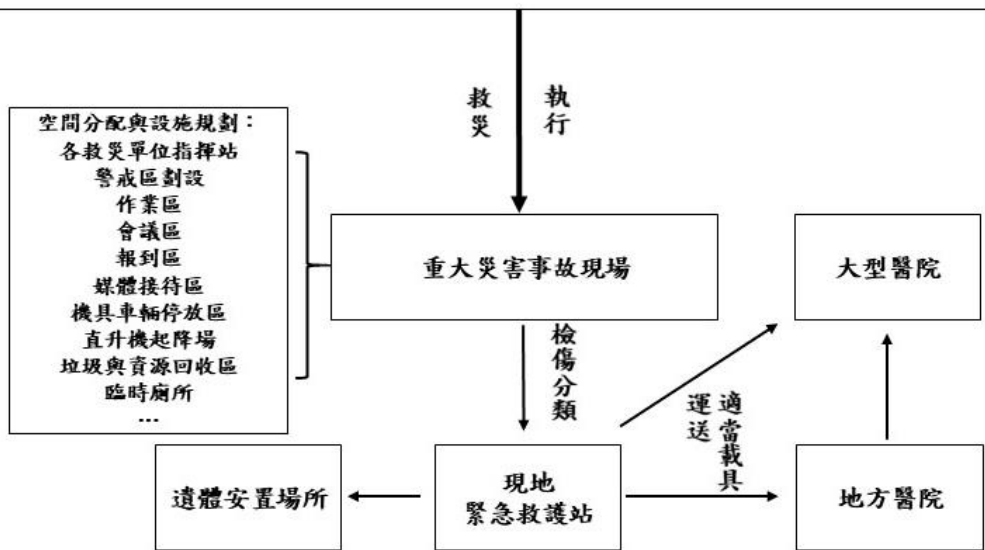 執行
救災
空間分配與設施規劃：
各救災單位指揮站
警戒區劃設
作業區
會議區
報到區
媒體接待區
機具車輛停放區
直升機起降場
垃圾與資源回收區
臨時廁所
...
重大災害事故現場
大型醫院
檢傷分類
適當載具
運送
遺體安置場所
現地
緊急救護站
地方醫院